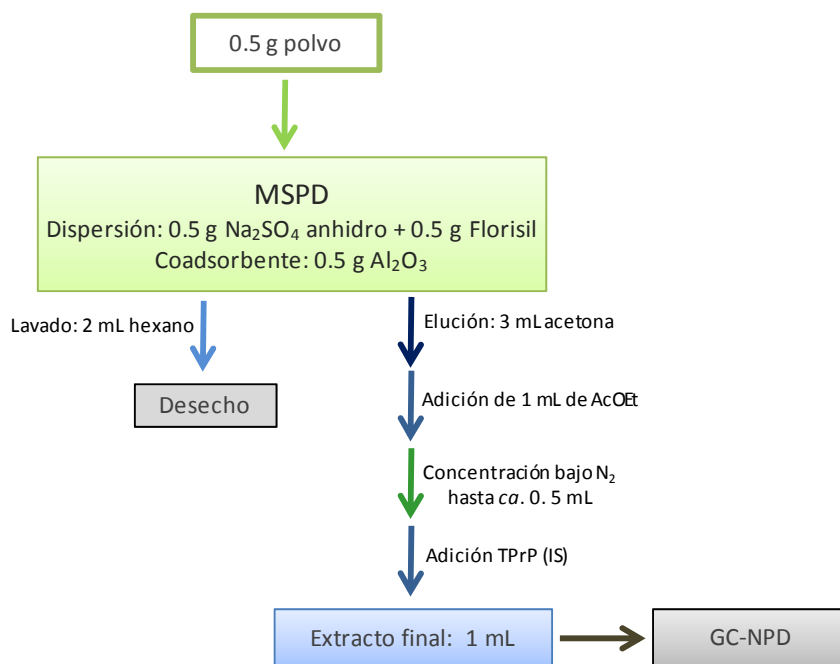 0.5 g polvo
MSPD
Dispersión: 0.5 g Na₂SO₄ anhidro + 0.5 g Florisil
Coadsorbente: 0.5 g Al₂O₃
Lavado: 2 mL hexano
Desecho
Elución: 3 mL acetona
Adición de 1 mL de AcOEt
Concentración bajo N₂
hasta ca. 0. 5 mL
Adición TPrP (IS)
Extracto final: 1 mL
GC-NPD